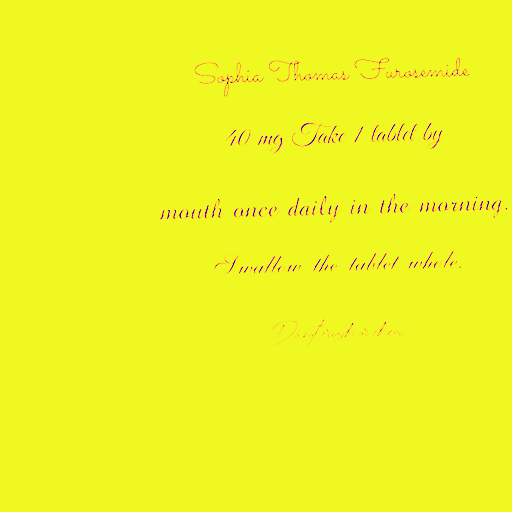 Sophia Thomas Furosemide
40 mg Take 1 tablet by
mouth once daily in the morning.
Swallow the tablet whole.